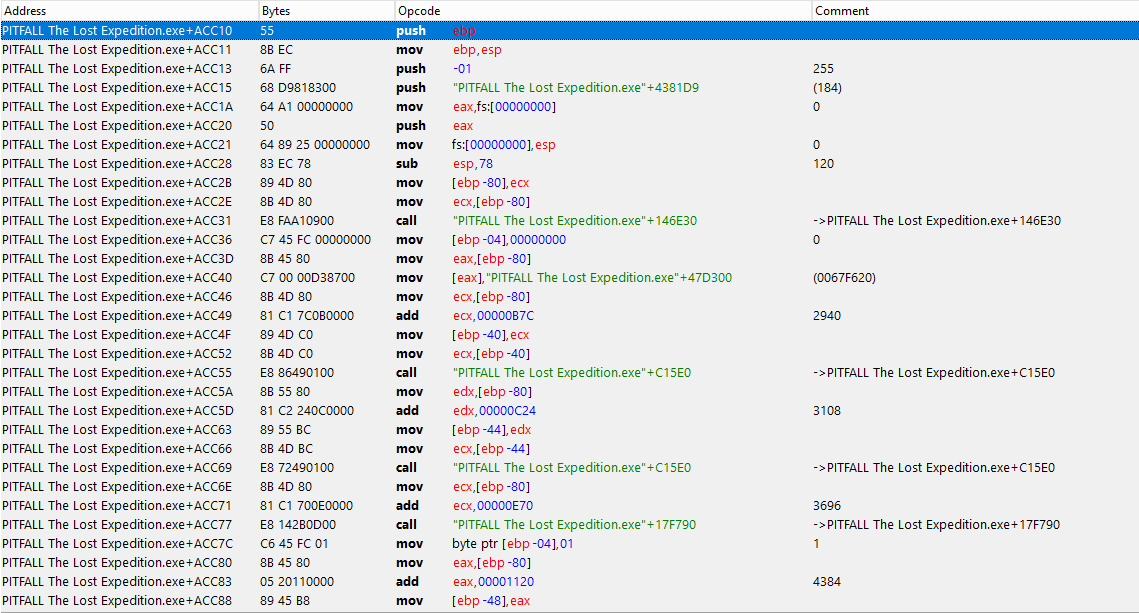 Address Bytes Opcode Comment
PITFALL The Lost Expedition.exe+ACC10 55 push ebp
PITFALL The Lost Expedition.exe+ACC11 8B EC mov ebp,esp
PITFALL The Lost Expedition.exe+ACC13 6A FF push -01 255
PITFALL The Lost Expedition.exe+ACC15 68 D9818300 push "PITFALL The Lost Expedition.exe"+4381D9 (184)
PITFALL The Lost Expedition.exe+ACC1A 64 A1 00000000 mov eax,fs:[00000000] 0
PITFALL The Lost Expedition.exe+ACC20 50 push eax
PITFALL The Lost Expedition.exe+ACC21 64 89 25 00000000 mov fs:[00000000],esp 0
PITFALL The Lost Expedition.exe+ACC28 83 EC 78 sub esp,78 120
PITFALL The Lost Expedition.exe+ACC2B 89 4D 80 mov [ebp -80],ecx
PITFALL The Lost Expedition.exe+ACC2E 8B 4D 80 mov ecx,[ebp -80]
PITFALL The Lost Expedition.exe+ACC31 E8 FAA10900 call "PITFALL The Lost Expedition.exe"+146E30 ->PITFALL The Lost Expedition.exe+146E30
PITFALL The Lost Expedition.exe+ACC36 C7 45 FC 00000000 mov [ebp -04],00000000 0
PITFALL The Lost Expedition.exe+ACC3D 8B 45 80 mov eax,[ebp -80]
PITFALL The Lost Expedition.exe+ACC40 C7 00 00D38700 mov [eax],"PITFALL The Lost Expedition.exe"+47D300 (0067F620)
PITFALL The Lost Expedition.exe+ACC46 8B 4D 80 mov ecx,[ebp -80]
PITFALL The Lost Expedition.exe+ACC49 81 C1 7C0B0000 add ecx,00000B7C 2940
PITFALL The Lost Expedition.exe+ACC4F 89 4D C0 mov [ebp -40],ecx
PITFALL The Lost Expedition.exe+ACC52 8B 4D C0 mov ecx,[ebp -40]
PITFALL The Lost Expedition.exe+ACC55 E8 86490100 call "PITFALL The Lost Expedition.exe"+C15E0 ->PITFALL The Lost Expedition.exe+C15E0
PITFALL The Lost Expedition.exe+ACC5A 8B 55 80 mov edx,[ebp -80]
PITFALL The Lost Expedition.exe+ACC5D 81 C2 240C0000 add edx,00000C24 3108
PITFALL The Lost Expedition.exe+ACC63 89 55 BC mov [ebp -44],edx
PITFALL The Lost Expedition.exe+ACC66 8B 4D BC mov ecx,[ebp -44]
PITFALL The Lost Expedition.exe+ACC69 E8 72490100 call "PITFALL The Lost Expedition.exe"+C15E0 ->PITFALL The Lost Expedition.exe+C15E0
PITFALL The Lost Expedition.exe+ACC6E 8B 4D 80 mov ecx,[ebp -80]
PITFALL The Lost Expedition.exe+ACC71 81 C1 700E0000 add ecx,00000E70 3696
PITFALL The Lost Expedition.exe+ACC77 E8 142B0D00 call "PITFALL The Lost Expedition.exe"+17F790 ->PITFALL The Lost Expedition.exe+17F790
PITFALL The Lost Expedition.exe+ACC7C C6 45 FC 01 mov byte ptr [ebp -04],01 1
PITFALL The Lost Expedition.exe+ACC80 8B 45 80 mov eax,[ebp -80]
PITFALL The Lost Expedition.exe+ACC83 05 20110000 add eax,00001120 4384
PITFALL The Lost Expedition.exe+ACC88 89 45 B8 mov [ebp -48],eax